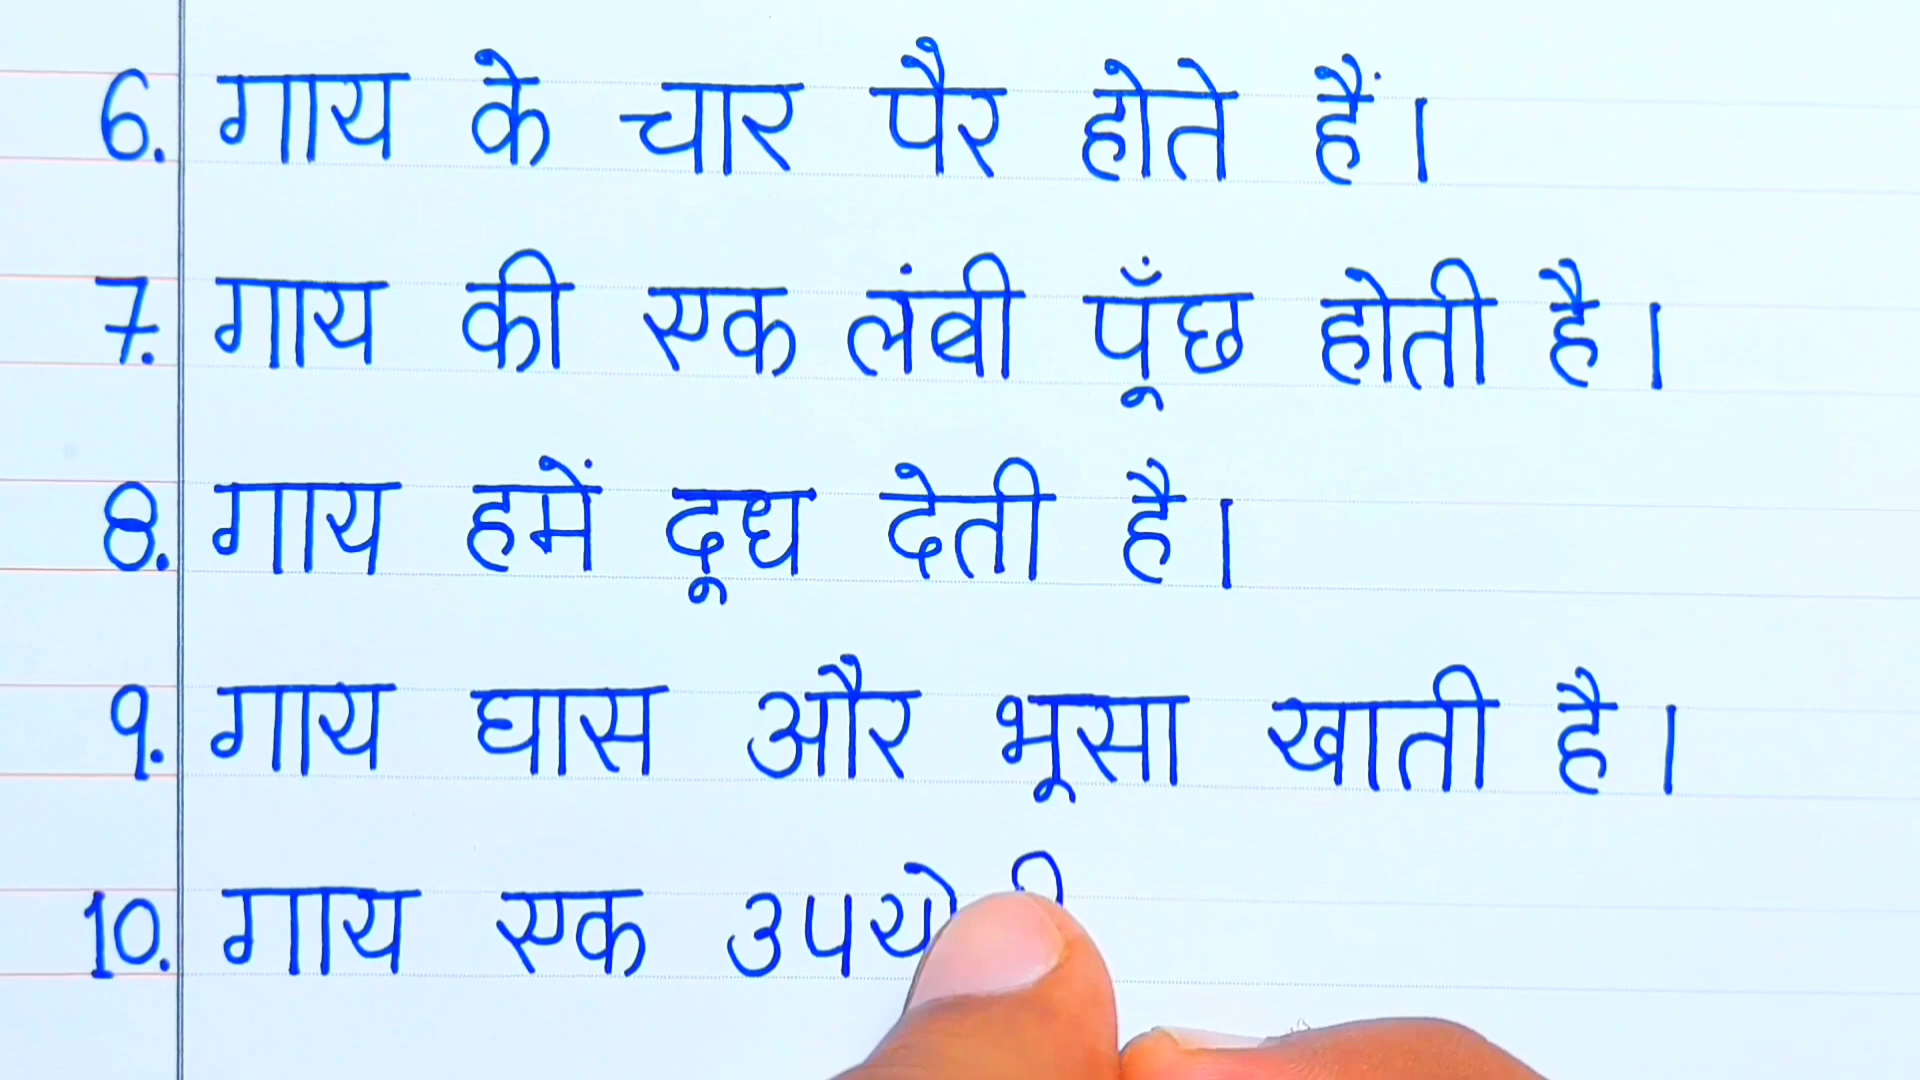 6. गाय के चार पैर होते हैं।
7. गाय की एक लंबी पूँछ होती है।
8. गाय हमें दूध देती है।
9. गाय घास और भूसा खाती है।
10. गाय एक